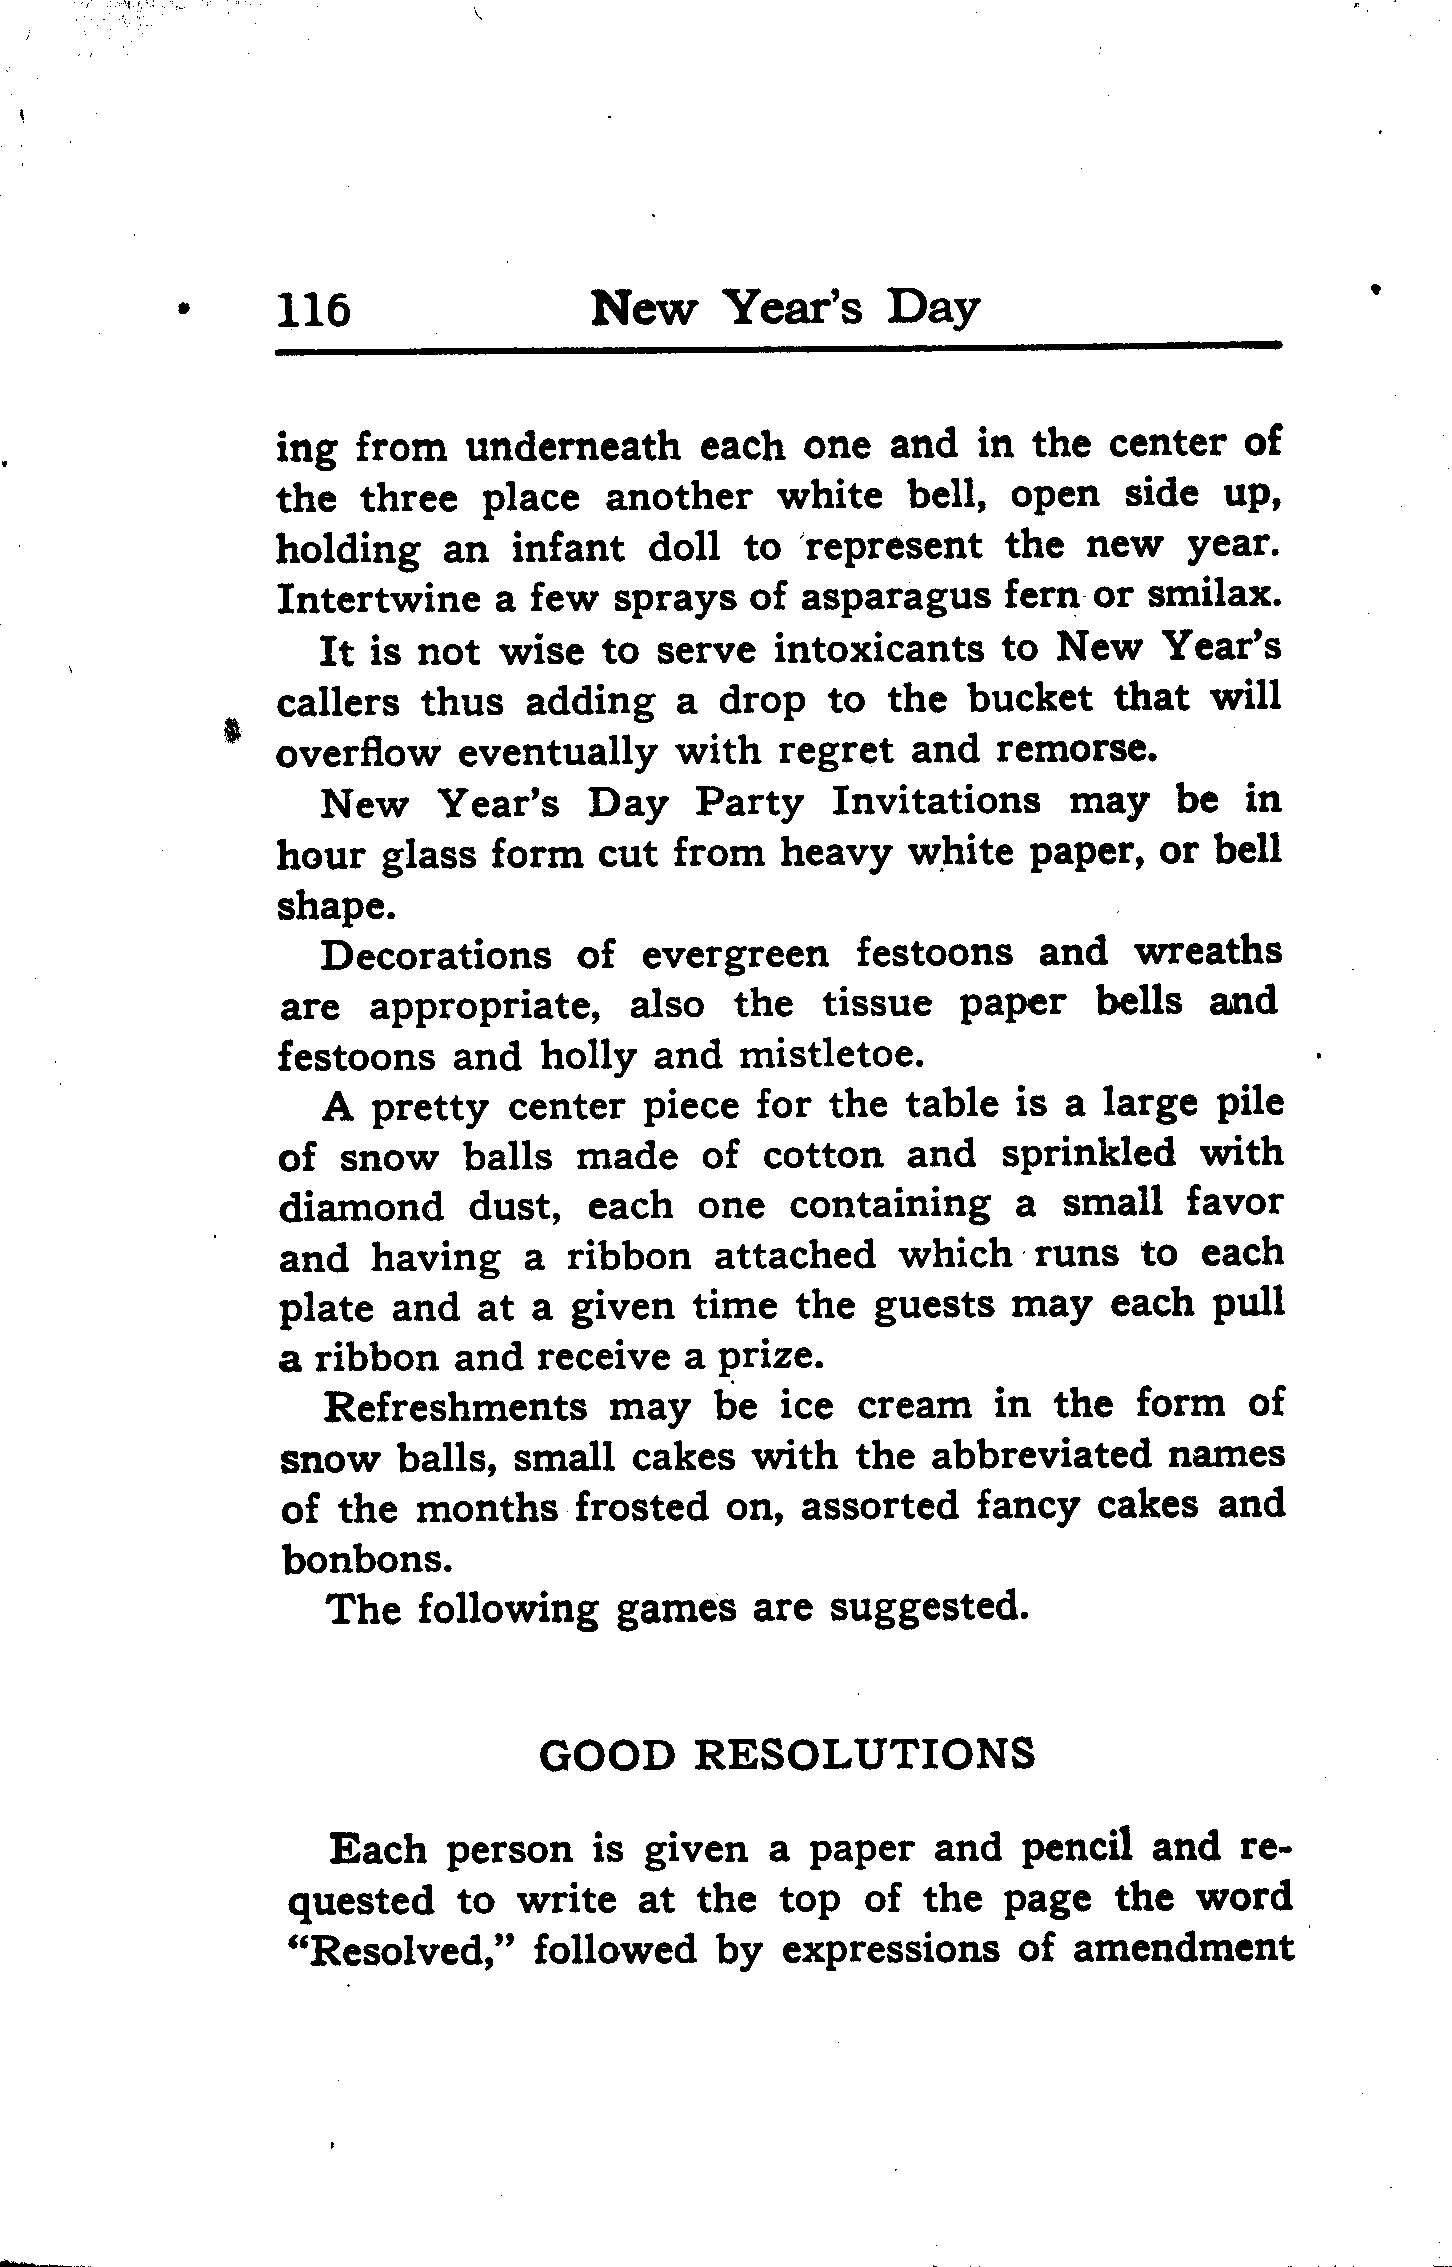 116 New Year's Day
ing from underneath each one and in the center of
the three place another white bell, open side up,
holding an infant doll to represent the new year.
Intertwine a few sprays of asparagus fern or smilax.
It is not wise to serve intoxicants to New Year's
callers thus adding a drop to the bucket that will
overflow eventually with regret and remorse.
New Year's Day Party Invitations may be in
hour glass form cut from heavy white paper, or bell
shape.
Decorations of evergreen festoons and wreaths
are appropriate, also the tissue paper bells and
festoons and holly and mistletoe.
A pretty center piece for the table is a large pile
of snow balls made of cotton and sprinkled with
diamond dust, each one containing a small favor
and having a ribbon attached which runs to each
plate and at a given time the guests may each pull
a ribbon and receive a prize.
Refreshments may be ice cream in the form of
snow balls, small cakes with the abbreviated names
of the months frosted on, assorted fancy cakes and
bonbons.
The following games are suggested.
GOOD RESOLUTIONS
Each person is given a paper and pencil and re-
quested to write at the top of the page the word
“Resolved,” followed by expressions of amendment